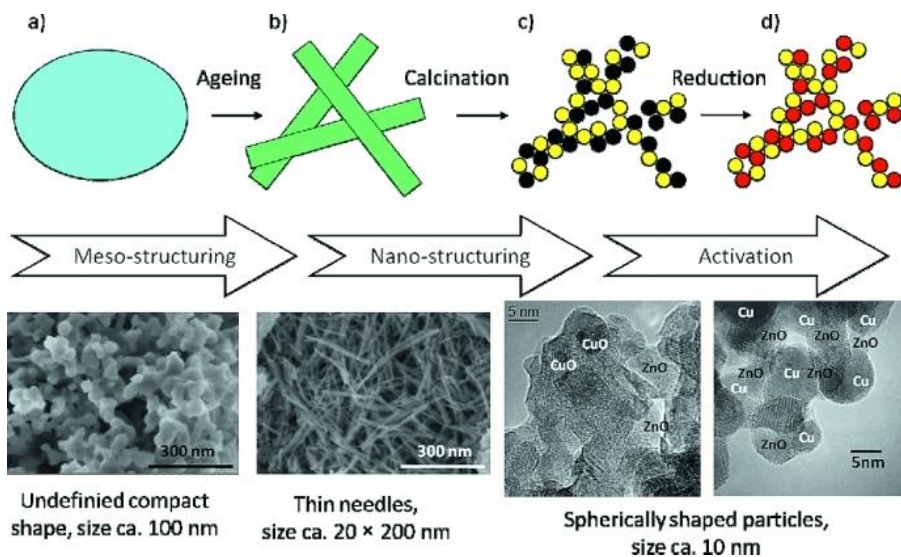 a)
b)
c)
d)
Ageing
Calcination
Reduction
Meso-structuring
Nano-structuring
Activation
300 nm
300 nm
5 nm
CuO
CuO
ZnO
ZnO
Cu
Cu
ZnO
ZnO
ZnO
Cu
ZnO
ZnO
Cu
Cu
ZnO
Cu
5nm
Undefinied compact
shape, size ca. 100 nm
Thin needles,
size ca. 20 × 200 nm
Spherically shaped particles,
size ca. 10 nm